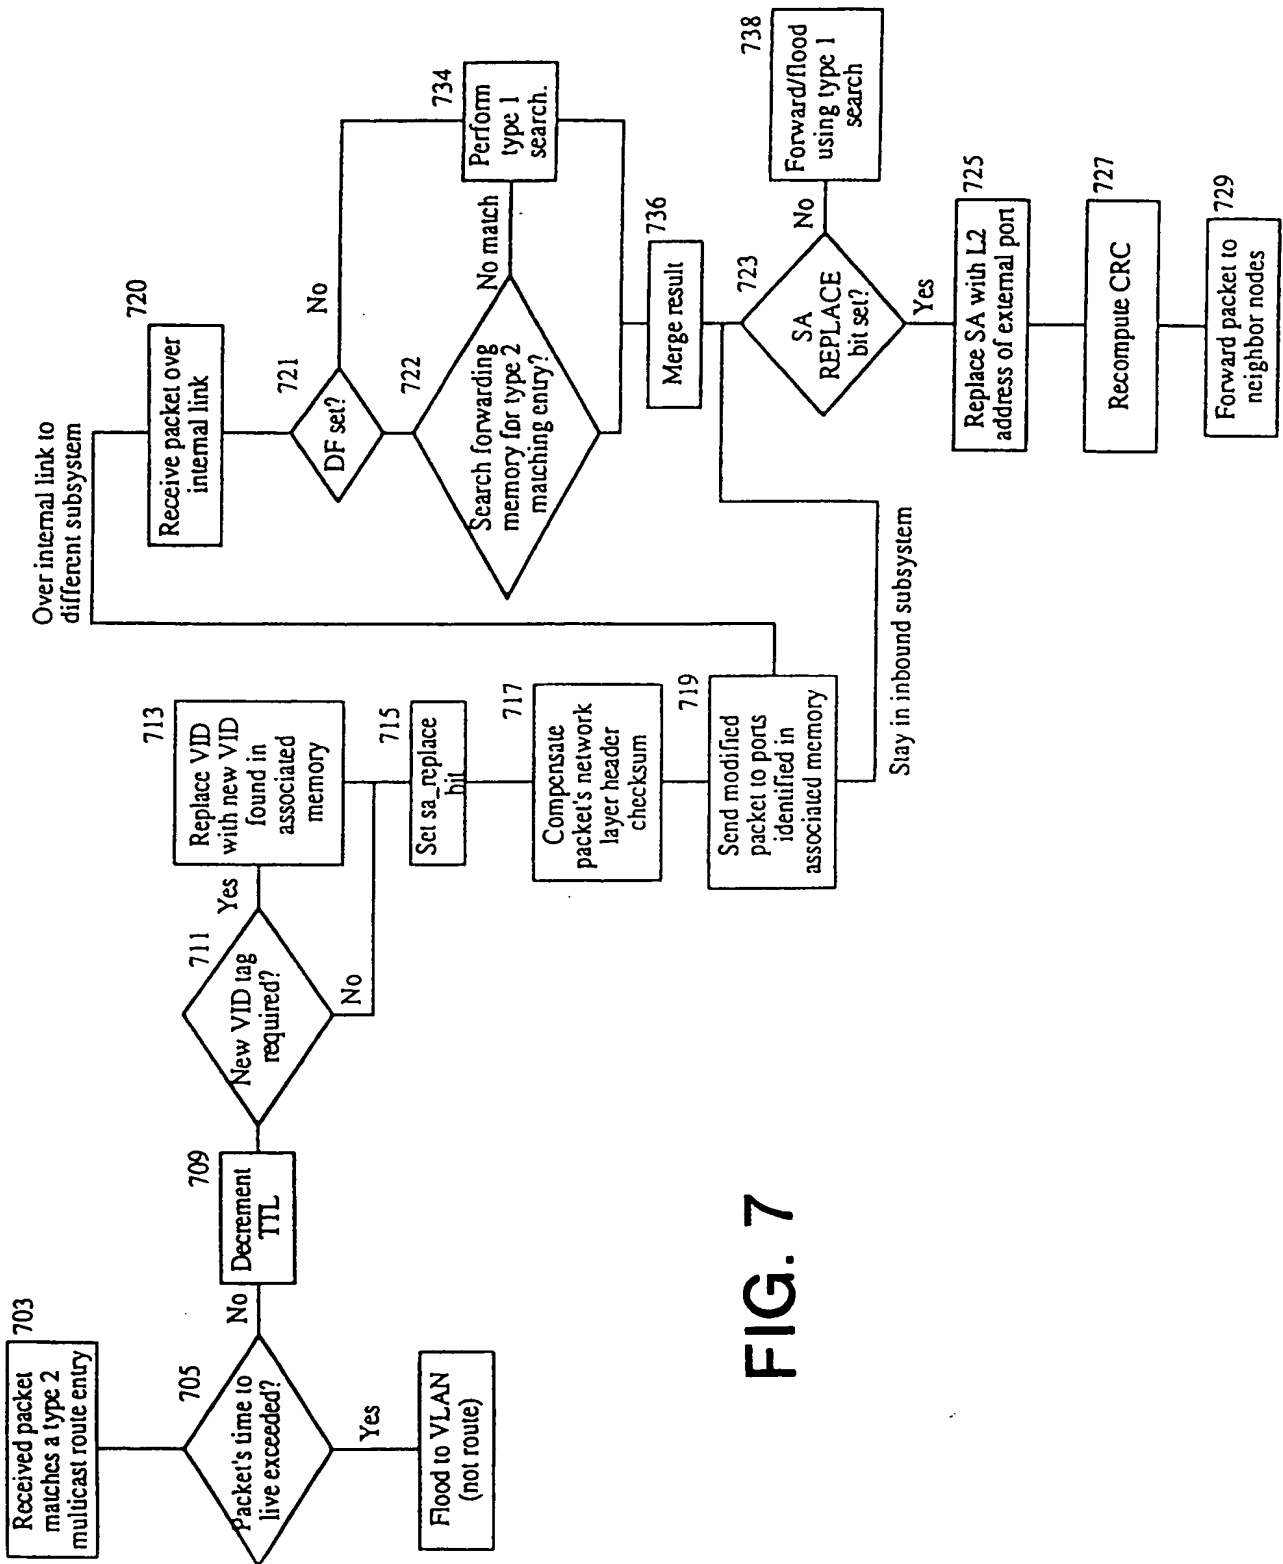 703
Received packet
matches a type 2
multicast route entry
705
Packet's time to
live exceeded?
Yes
Flood to VLAN
(not route)
No
709
Decrement
TTL
711
New VID tag
required?
Yes
No
713
Replace VID
with new VID
found in
associated
memory
715
Set sa_replace
bit
717
Compensate
packet's network
layer header
checksum
719
Send modified
packet to ports
identified in
associated memory
Over internal link to
different subsystem
Stay in inbound subsystem
720
Receive packet over
internal link
721
DF set?
No
722
Search forwarding
memory for type 2
matching entry?
No match
734
Perform
type 1
search.
736
Merge result
723
SA
REPLACE
bit set?
No
738
Forward/flood
using type 1
search
Yes
725
Replace SA with L2
address of external port
727
Recompute CRC
729
Forward packet to
neighbor nodes
FIG. 7